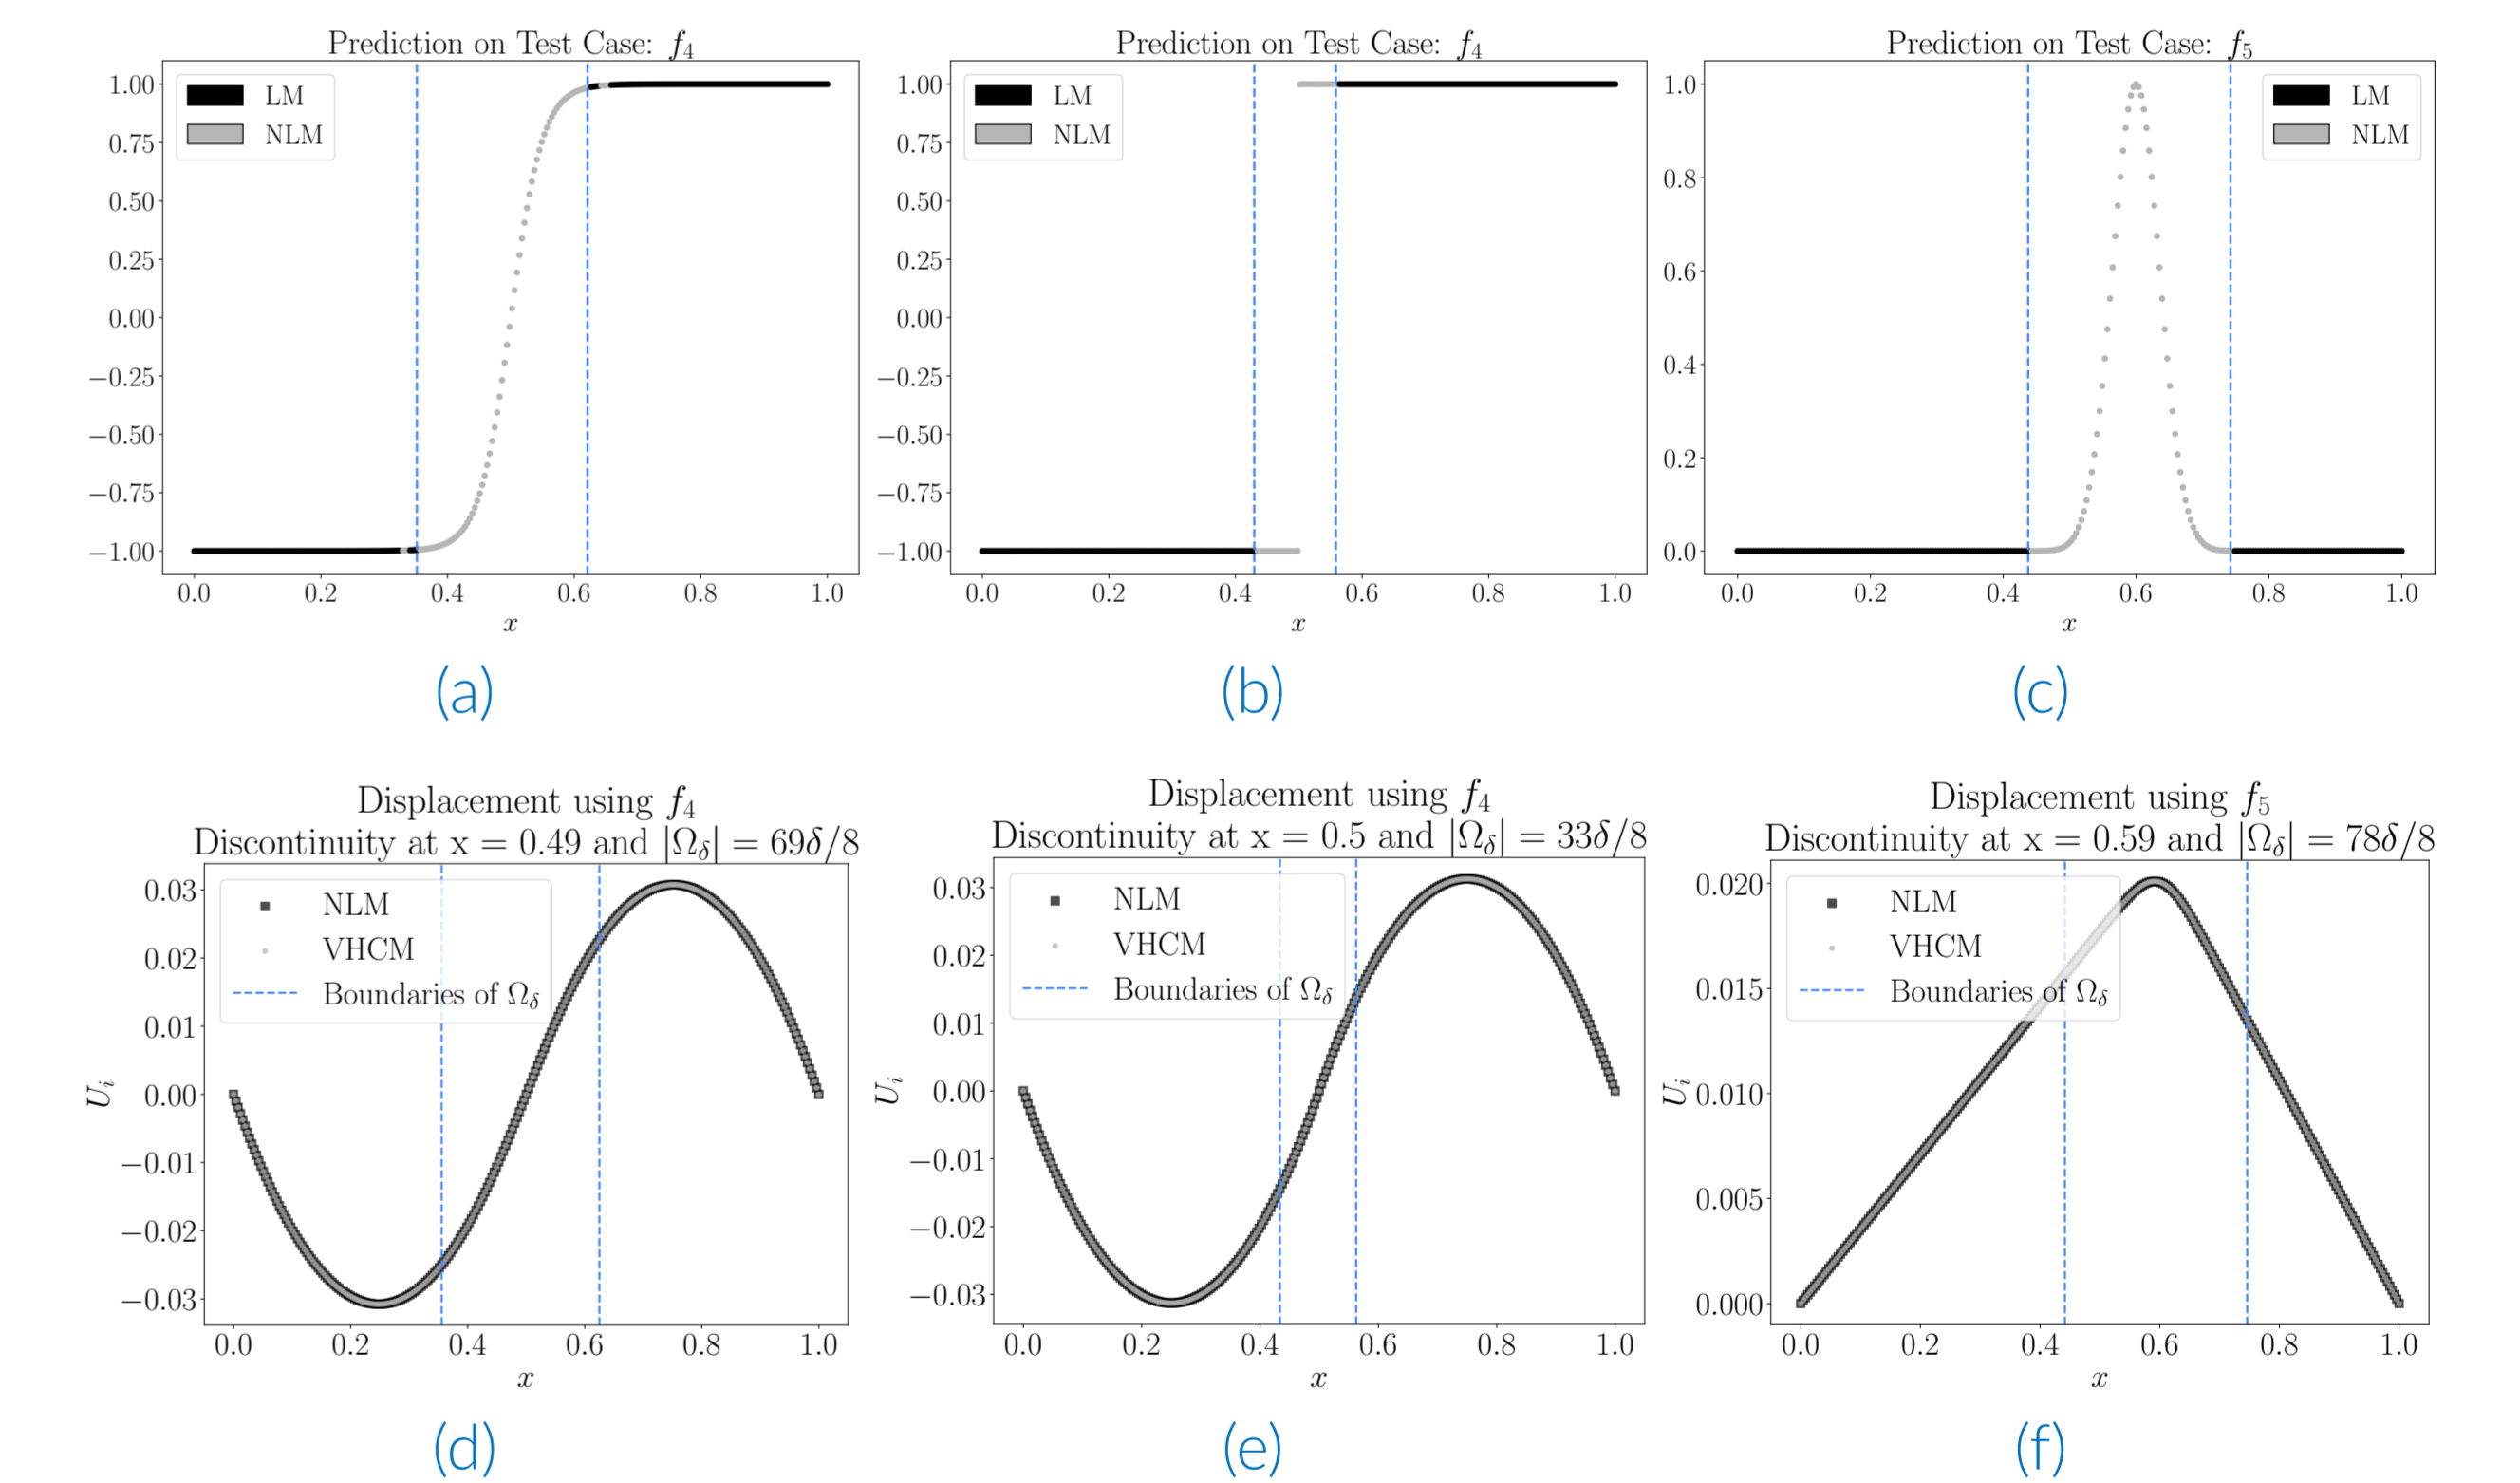 Prediction on Test Case: f₄
1.00
0.75
0.50
0.25
0.00
−0.25
−0.50
−0.75
−1.00
LM
NLM
0.0 0.2 0.4 0.6 0.8 1.0
x
(a)
Prediction on Test Case: f₄
1.00
0.75
0.50
0.25
0.00
−0.25
−0.50
−0.75
−1.00
LM
NLM
0.0 0.2 0.4 0.6 0.8 1.0
x
(b)
Prediction on Test Case: f₅
1.0
0.8
0.6
0.4
0.2
0.0
LM
NLM
0.0 0.2 0.4 0.6 0.8 1.0
x
(c)
Displacement using f₄
Discontinuity at x = 0.49 and |Ω_δ| = 69δ/8
0.03
0.02
0.01
0.00
−0.01
−0.02
−0.03
U_i
NLM
VHCM
Boundaries of Ω_δ
0.0 0.2 0.4 0.6 0.8 1.0
x
(d)
Displacement using f₄
Discontinuity at x = 0.5 and |Ω_δ| = 33δ/8
0.03
0.02
0.01
0.00
−0.01
−0.02
−0.03
U_i
NLM
VHCM
Boundaries of Ω_δ
0.0 0.2 0.4 0.6 0.8 1.0
x
(e)
Displacement using f₅
Discontinuity at x = 0.59 and |Ω_δ| = 78δ/8
0.020
0.015
0.010
0.005
0.000
U_i
NLM
VHCM
Boundaries of Ω_δ
0.0 0.2 0.4 0.6 0.8 1.0
x
(f)